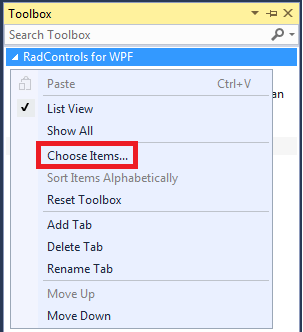 Toolbox
Search Toolbox
RadControls for WPF
Paste Ctrl+V
an
List View
Show All
Choose Items...
Sort Items Alphabetically
Reset Toolbox
Add Tab
Delete Tab
Rename Tab
Move Up
Move Down